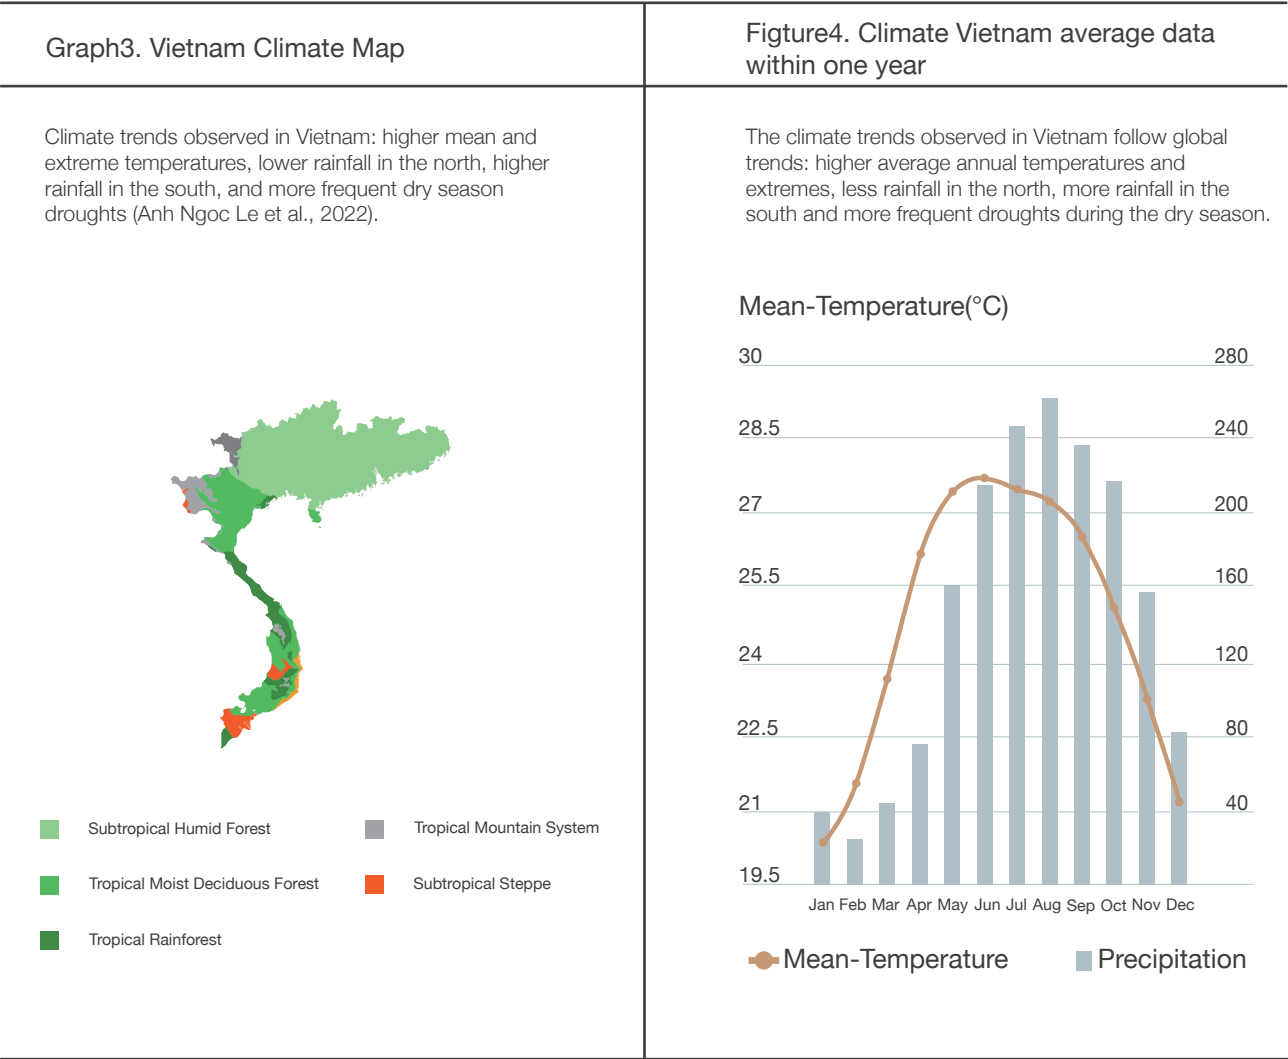 Graph3. Vietnam Climate Map
Climate trends observed in Vietnam: higher mean and
extreme temperatures, lower rainfall in the north, higher
rainfall in the south, and more frequent dry season
droughts (Anh Ngoc Le et al., 2022).
Subtropical Humid Forest
Tropical Mountain System
Tropical Moist Deciduous Forest
Subtropical Steppe
Tropical Rainforest
Figture4. Climate Vietnam average data
within one year
The climate trends observed in Vietnam follow global
trends: higher average annual temperatures and
extremes, less rainfall in the north, more rainfall in the
south and more frequent droughts during the dry season.
Mean-Temperature(°C)
30 280
28.5 240
27 200
25.5 160
24 120
22.5 80
21 40
19.5
Jan Feb Mar Apr May Jun Jul Aug Sep Oct Nov Dec
Mean-Temperature Precipitation